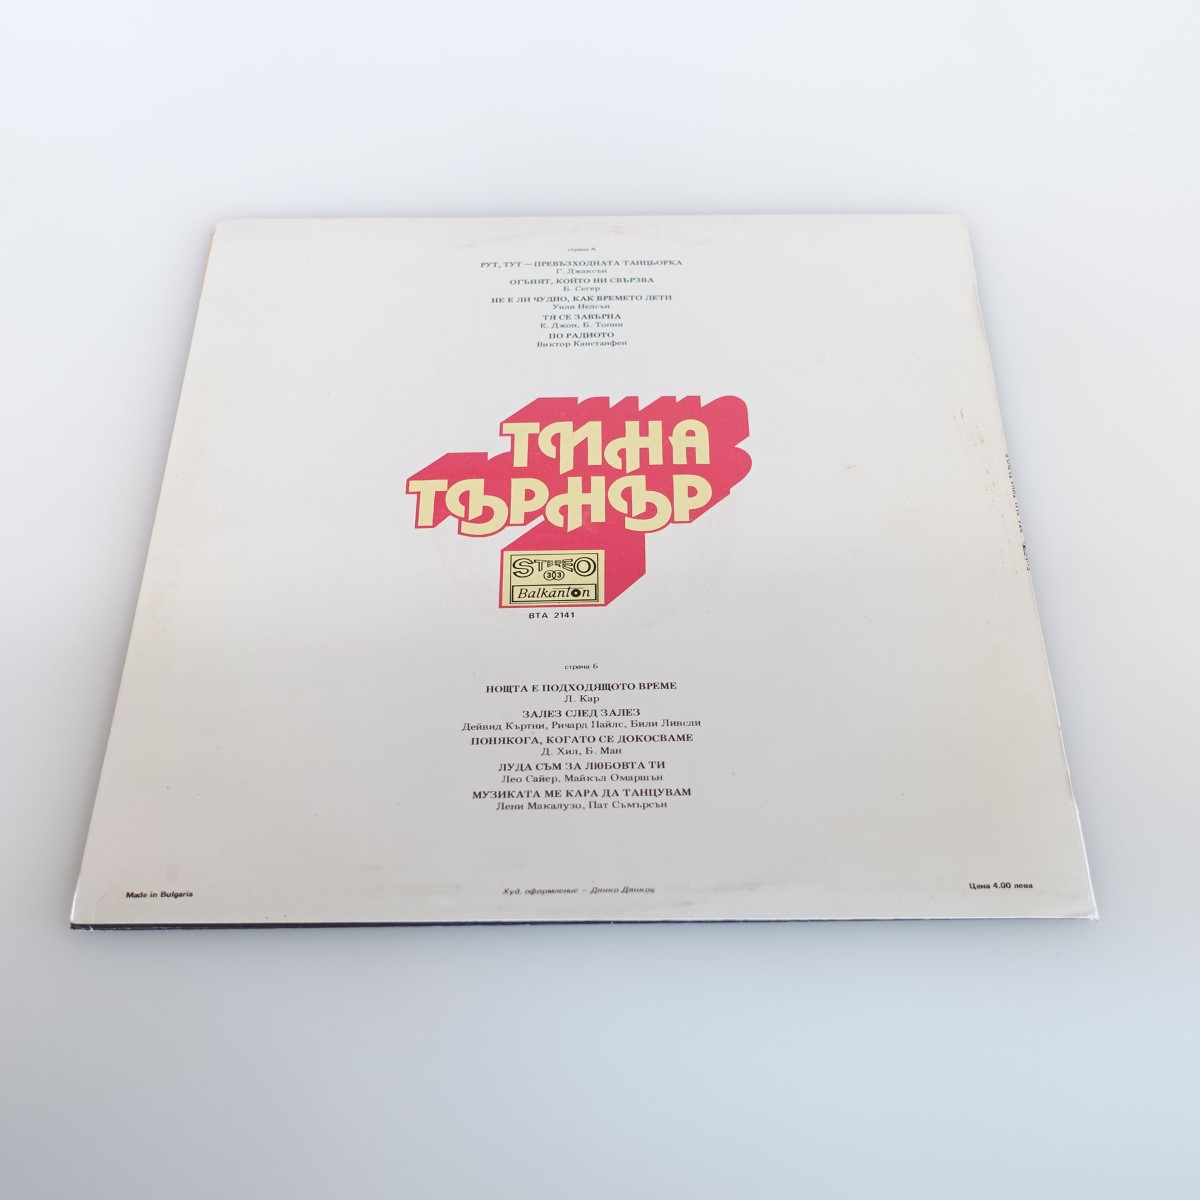 страна А
РУТ, ТУТ — ПРЕВЪЗХОДНАТА ТАНЦЬОРКА
Г. Джаксън
ОГЪНЯТ, КОЙТО НИ СВЪРЗВА
Б. Сегер
НЕ Е ЛИ ЧУДНО, КАК ВРЕМЕТО ЛЕТИ
Уили Нелсън
ТЯ СЕ ЗАВЪРНА
Е. Джон, Б. Топин
ПО РАДИОТО
Виктор Канстанфен
ТИНА
ТЪРНЪР
STEREO
33
Balkanton
ВТА 2141
страна Б
НОЩТА Е ПОДХОДЯЩОТО ВРЕМЕ
Л. Кар
ЗАЛЕЗ СЛЕД ЗАЛЕЗ
Дейвид Къртни, Ричард Найлс, Били Ливсли
ПОНЯКОГА, КОГАТО СЕ ДОКОСВАМЕ
Д. Хил, Б. Ман
ЛУДА СЪМ ЗА ЛЮБОВТА ТИ
Лео Сайер, Майкъл Омаршън
МУЗИКАТА МЕ КАРА ДА ТАНЦУВАМ
Лени Макалузо, Пат Съмърсън
Made in Bulgaria
Худ. оформление — Дянко Дянков
Цена 4.00 лева